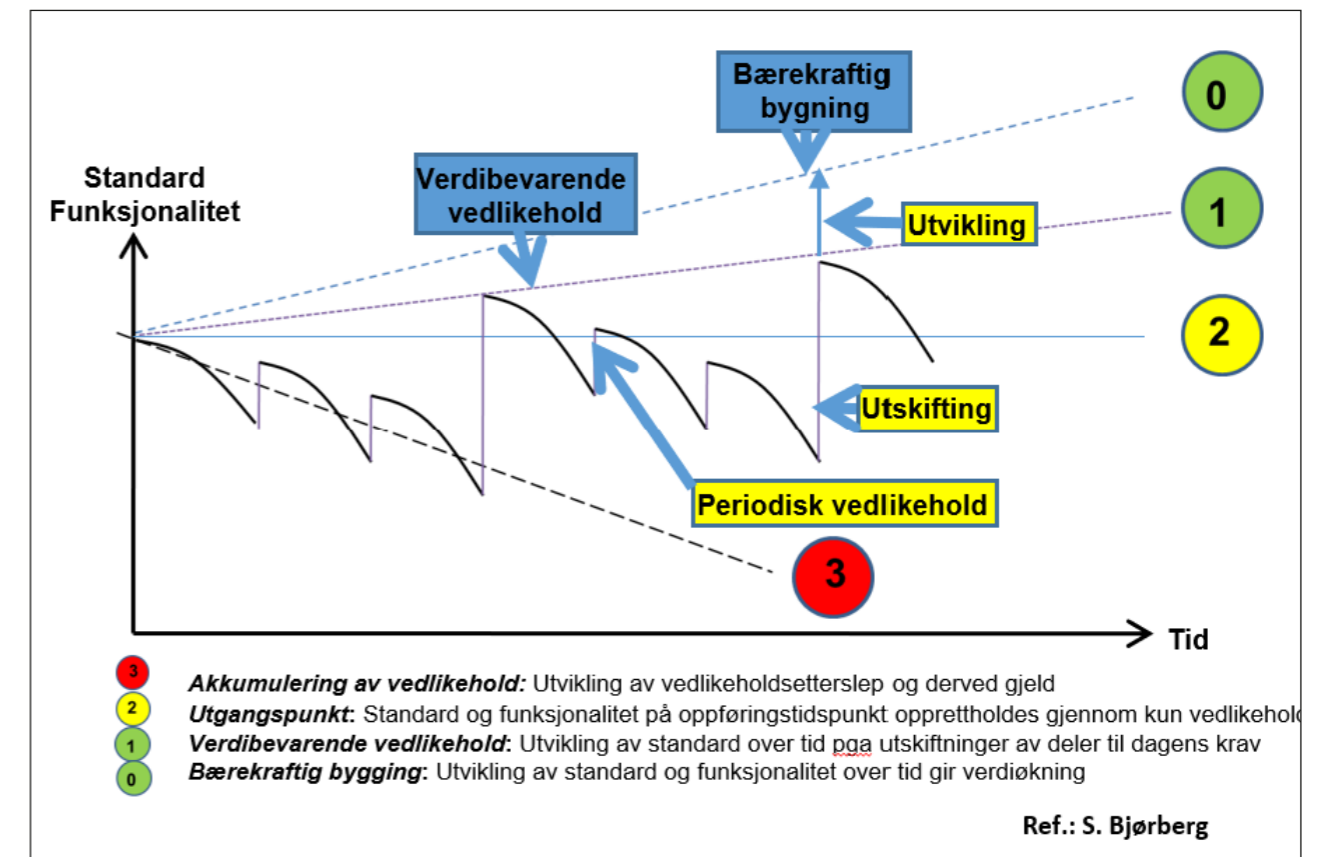 Bærekraftig
bygning
0
Standard
Funksjonalitet
Verdibevarende
vedlikehold
1
Utvikling
2
Utskifting
Periodisk vedlikehold
3
Tid
3 Akkumulering av vedlikehold: Utvikling av vedlikeholdsetterslep og derved gjeld
2 Utgangspunkt: Standard og funksjonalitet på oppføringstidspunkt opprettholdes gjennom kun vedlikehold
1 Verdibevarende vedlikehold: Utvikling av standard over tid pga utskiftninger av deler til dagens krav
0 Bærekraftig bygging: Utvikling av standard og funksjonalitet over tid gir verdiøkning
Ref.: S. Bjørberg